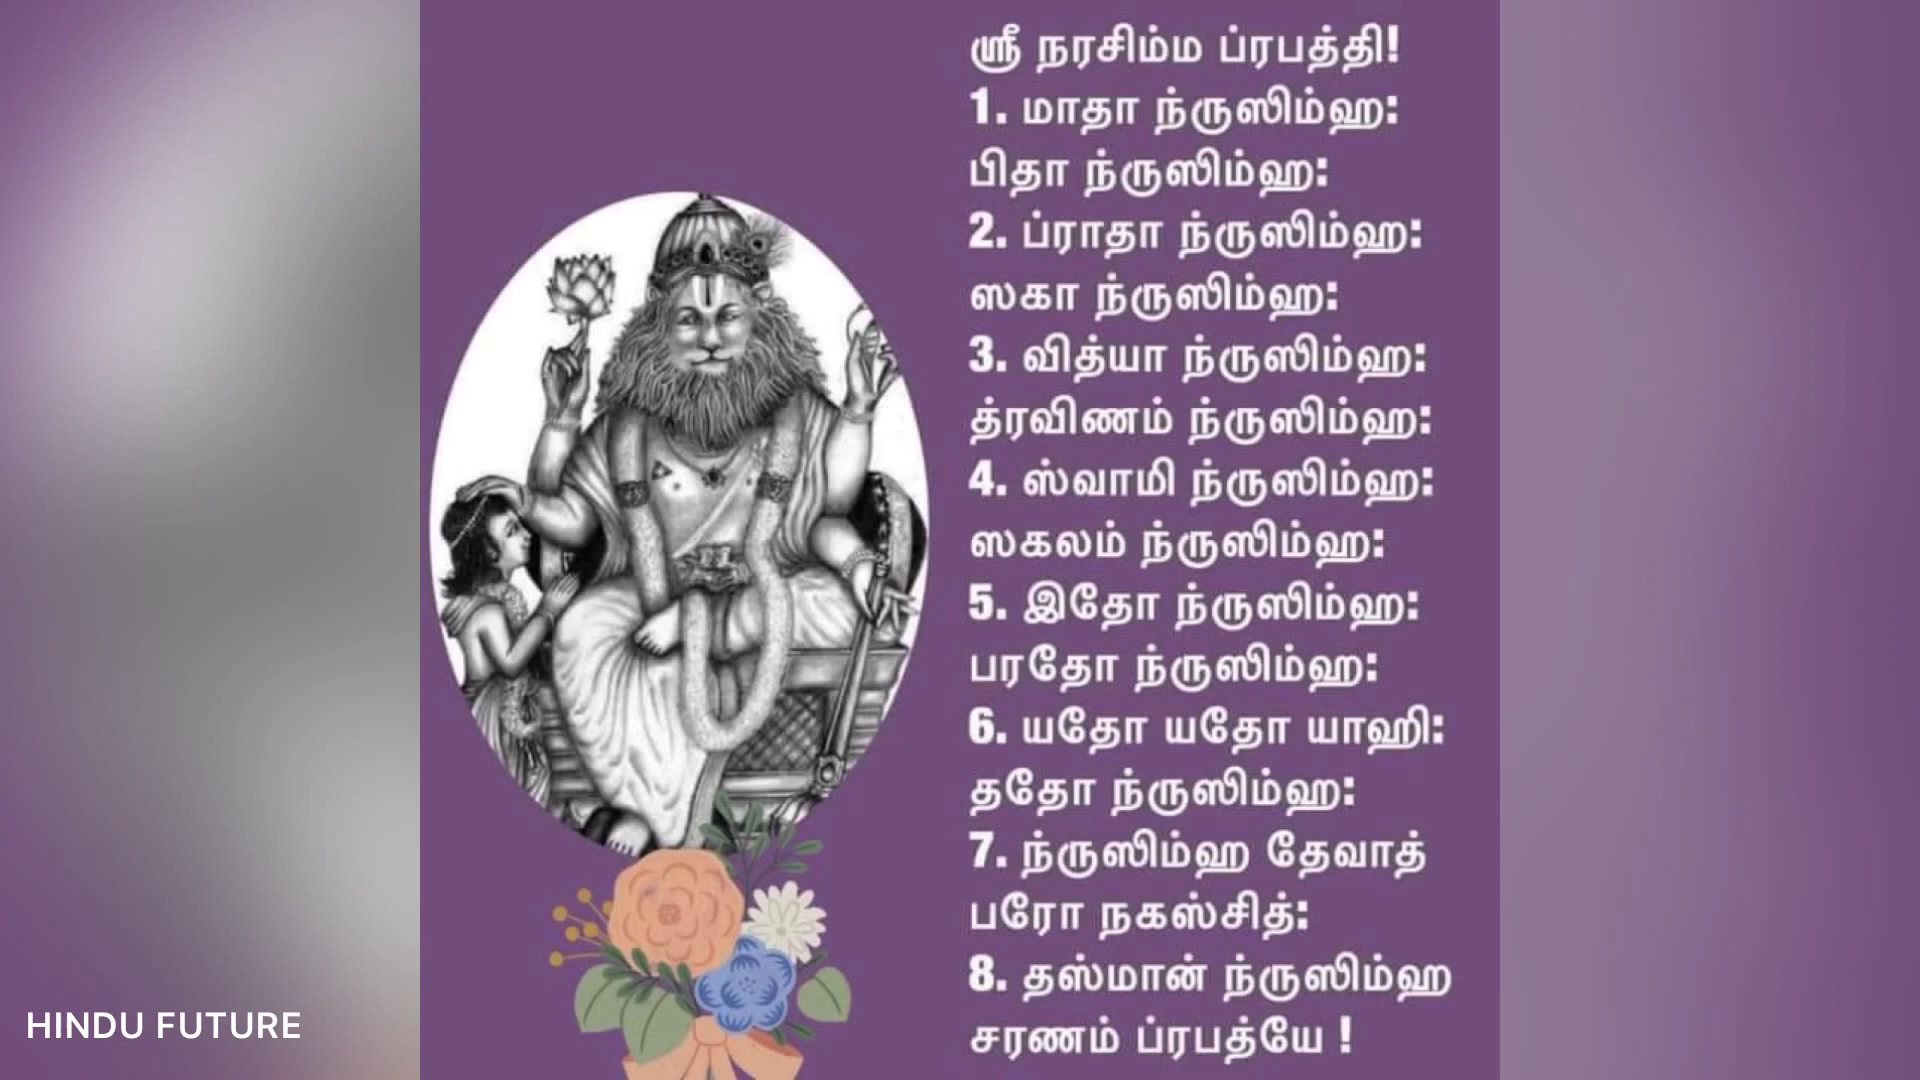 ஸ்ரீ நரசிம்ம ப்ரபத்தி!
1. மாதா ந்ருஸிம்ஹ:
பிதா ந்ருஸிம்ஹ:
2. ப்ராதா ந்ருஸிம்ஹ:
ஸகா ந்ருஸிம்ஹ:
3. வித்யா ந்ருஸிம்ஹ:
த்ரவிணம் ந்ருஸிம்ஹ:
4. ஸ்வாமி ந்ருஸிம்ஹ:
ஸகலம் ந்ருஸிம்ஹ:
5. இதோ ந்ருஸிம்ஹ:
பரதோ ந்ருஸிம்ஹ:
6. யதோ யதோ யாஹி:
ததோ ந்ருஸிம்ஹ:
7. ந்ருஸிம்ஹ தேவாத்
பரோ நகஸ்சித்:
8. தஸ்மான் ந்ருஸிம்ஹ
சரணம் ப்ரபத்யே !
HINDU FUTURE